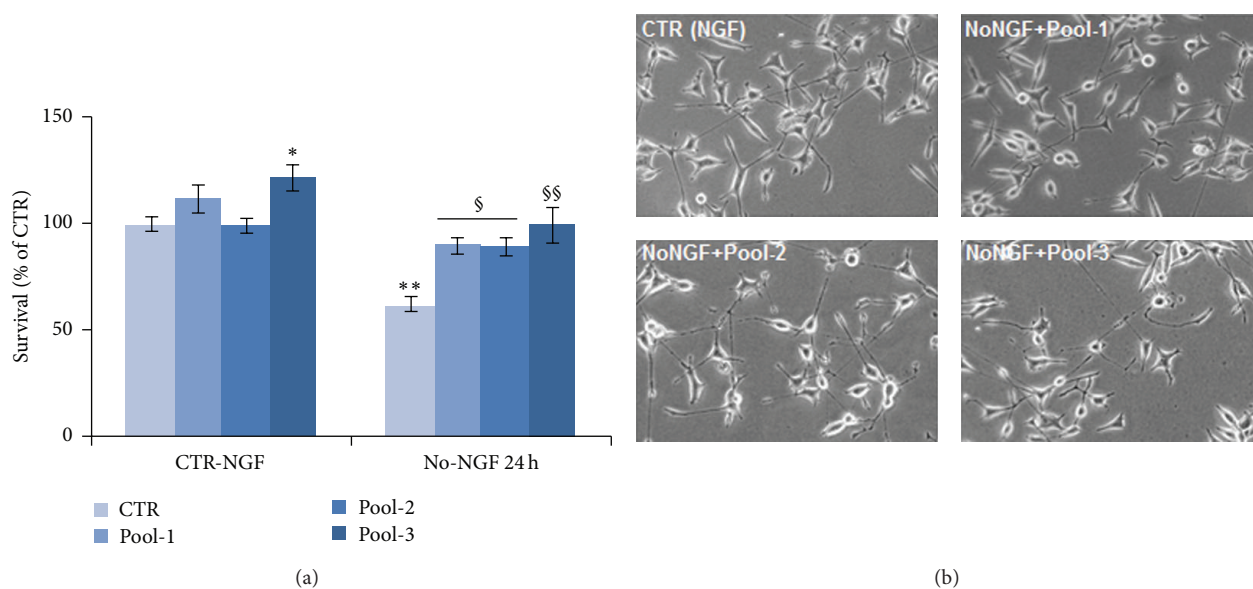 150
100
50
0
Survival (% of CTR)
*
**
§
§§
CTR-NGF
No-NGF 24 h
CTR
Pool-1
Pool-2
Pool-3
(a)
CTR (NGF)
NoNGF+Pool-1
NoNGF+Pool-2
NoNGF+Pool-3
(b)